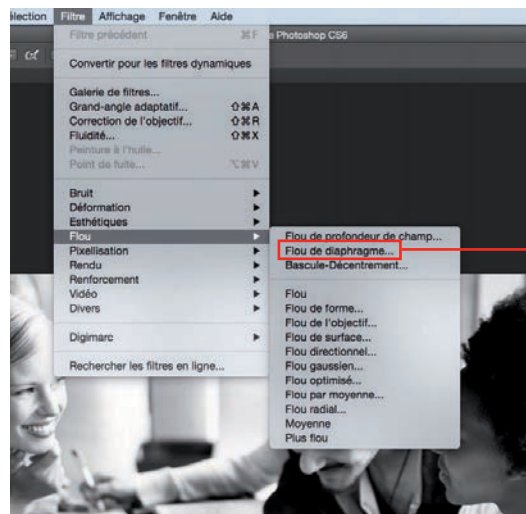 élection Filtre Affichage Fenêtre Aide
Filtre précédent ⌘F
e Photoshop CS6
Convertir pour les filtres dynamiques
Galerie de filtres...
Grand-angle adaptatif... ⇧⌘A
Correction de l'objectif... ⇧⌘R
Fluidité... ⇧⌘X
Peinture à l'huile...
Point de fuite... ⌥⌘V
Bruit
Déformation
Esthétiques
Flou
Pixellisation
Rendu
Renforcement
Vidéo
Divers
Digimarc
Rechercher les filtres en ligne...
Flou de profondeur de champ...
Flou de diaphragme...
Bascule-Décentrement...
Flou
Flou de forme...
Flou de l'objectif...
Flou de surface...
Flou directionnel...
Flou gaussien...
Flou optimisé...
Flou par moyenne...
Flou radial...
Moyenne
Plus flou